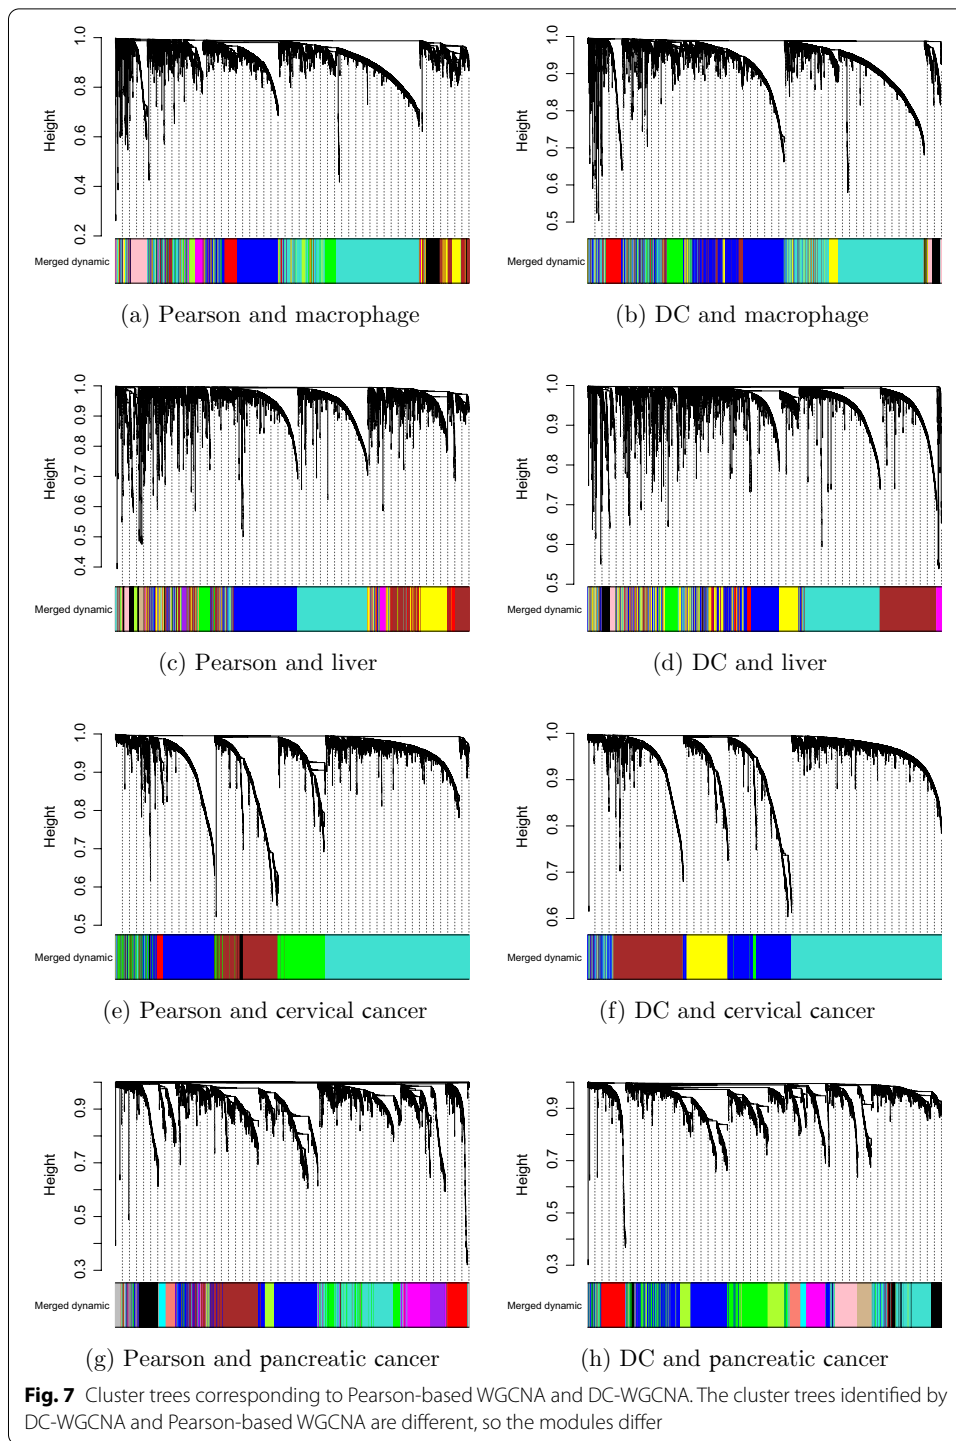 1.0
0.8
0.6
0.4
0.2
Height
Merged dynamic
(a) Pearson and macrophage
1.0
0.9
0.8
0.7
0.6
0.5
Height
Merged dynamic
(b) DC and macrophage
1.0
0.9
0.8
0.7
0.6
0.5
0.4
Height
Merged dynamic
(c) Pearson and liver
1.0
0.9
0.8
0.7
0.6
0.5
Height
Merged dynamic
(d) DC and liver
1.0
0.9
0.8
0.7
0.6
0.5
Height
Merged dynamic
(e) Pearson and cervical cancer
1.0
0.9
0.8
0.7
0.6
Height
Merged dynamic
(f) DC and cervical cancer
0.9
0.7
0.5
0.3
Height
Merged dynamic
(g) Pearson and pancreatic cancer
0.9
0.7
0.5
0.3
Height
Merged dynamic
(h) DC and pancreatic cancer
Fig. 7 Cluster trees corresponding to Pearson-based WGCNA and DC-WGCNA. The cluster trees identified by
DC-WGCNA and Pearson-based WGCNA are different, so the modules differ